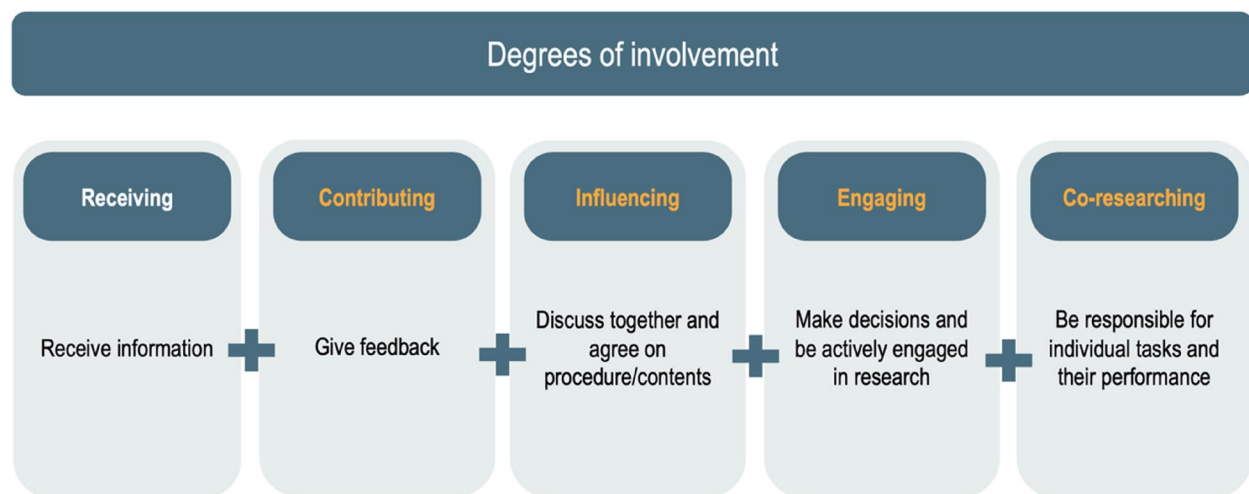 Degrees of involvement
Receiving
Receive information
Contributing
Give feedback
Influencing
Discuss together and
agree on
procedure/contents
Engaging
Make decisions and
be actively engaged
in research
Co-researching
Be responsible for
individual tasks and
their performance